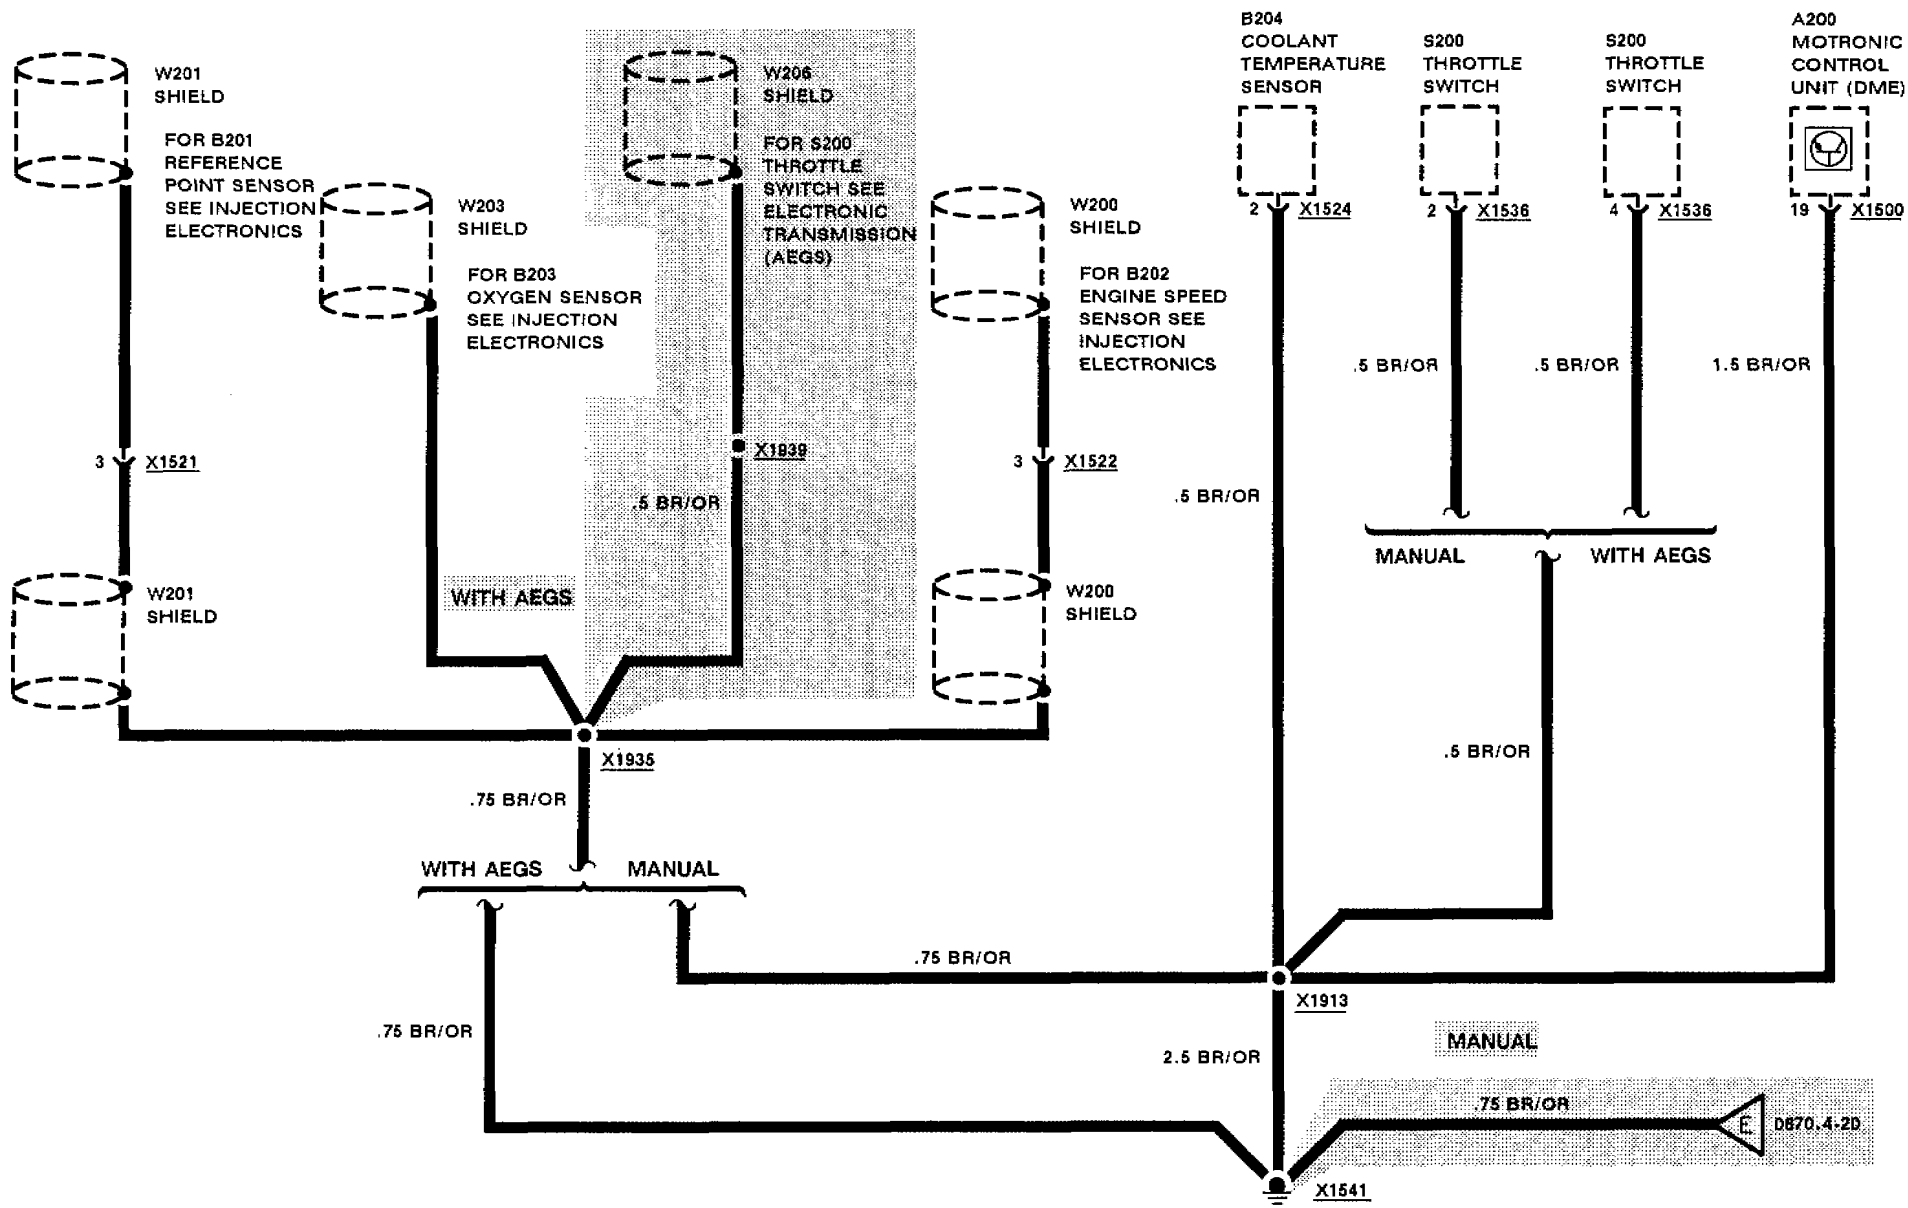 W201
SHIELD
FOR B201
REFERENCE
POINT SENSOR
SEE INJECTION
ELECTRONICS
W203
SHIELD
FOR B203
OXYGEN SENSOR
SEE INJECTION
ELECTRONICS
W206
SHIELD
FOR S200
THROTTLE
SWITCH SEE
ELECTRONIC
TRANSMISSION
(AEGS)
W200
SHIELD
FOR B202
ENGINE SPEED
SENSOR SEE
INJECTION
ELECTRONICS
B204
COOLANT
TEMPERATURE
SENSOR
S200
THROTTLE
SWITCH
S200
THROTTLE
SWITCH
A200
MOTRONIC
CONTROL
UNIT (DME)
2 X1524
2 X1536
4 X1536
19 X1500
.5 BR/OR
.5 BR/OR
1.5 BR/OR
3 X1521
X1939
.5 BR/OR
3 X1522
.5 BR/OR
MANUAL
WITH AEGS
W201
SHIELD
WITH AEGS
W200
SHIELD
X1935
.75 BR/OR
.5 BR/OR
WITH AEGS
MANUAL
.75 BR/OR
X1913
.75 BR/OR
2.5 BR/OR
MANUAL
.75 BR/OR
E
0670.4-20
X1541